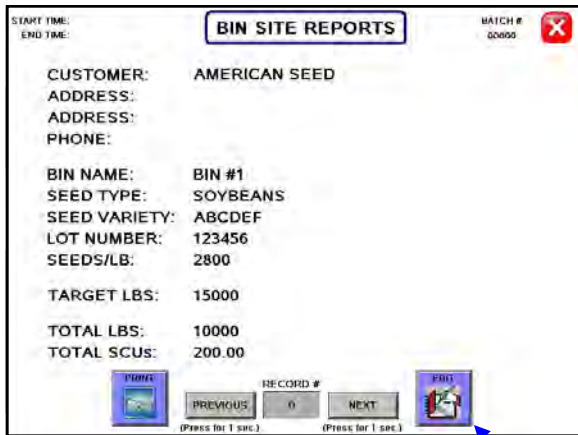 START TIME:
END TIME:
BIN SITE REPORTS
BATCH #
00000
CUSTOMER: AMERICAN SEED
ADDRESS:
ADDRESS:
PHONE:
BIN NAME: BIN #1
SEED TYPE: SOYBEANS
SEED VARIETY: ABCDEF
LOT NUMBER: 123456
SEEDS/LB: 2800
TARGET LBS: 15000
TOTAL LBS: 10000
TOTAL SCUs: 200.00
PRINT
RECORD #
EDIT
PREVIOUS 0 NEXT
(Press for 1 sec.) (Press for 1 sec.)